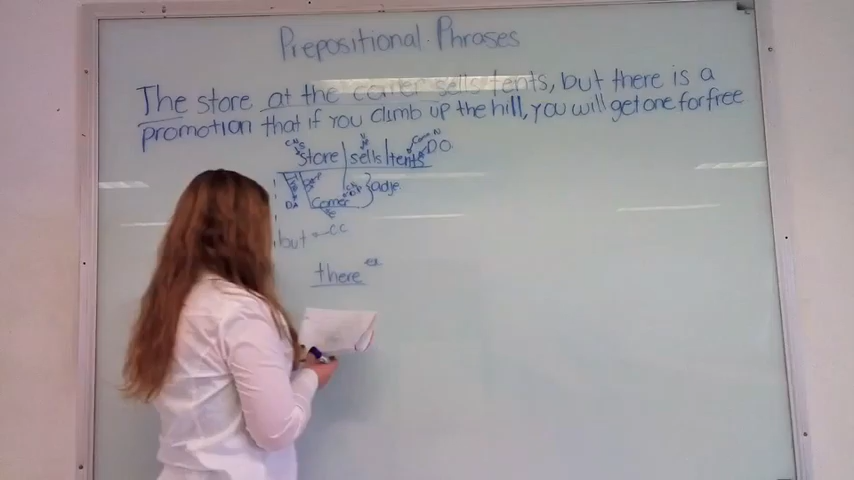 Prepositional Phrases
The store at the corner sells tents, but there is a
promotion that if you climb up the hill, you will get one for free
store sells tents DO
DA corner adje
but cc
there